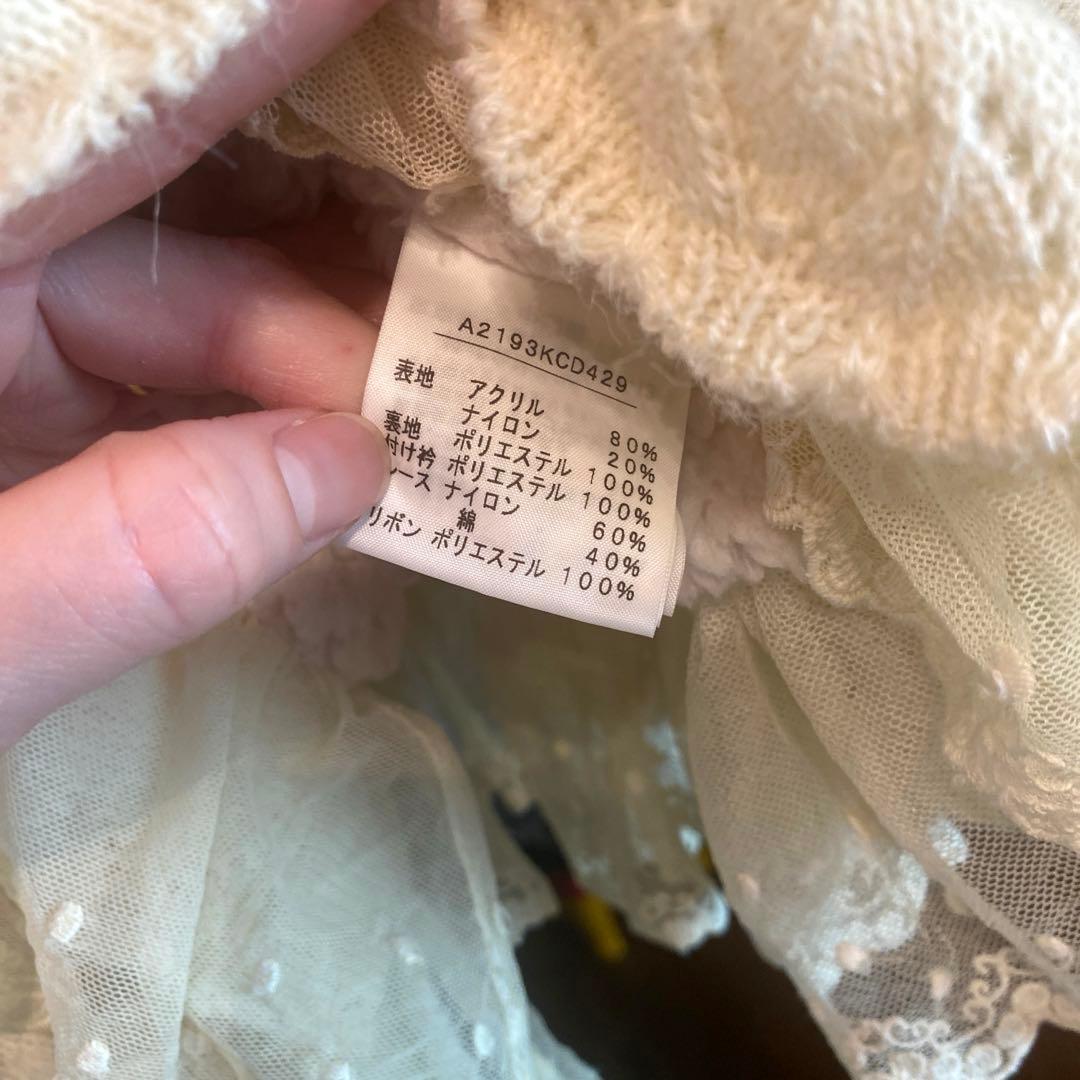 A2193KCD429
表地 アクリル 80%
ナイロン 20%
裏地 ポリエステル 100%
付け衿 ポリエステル 100%
ース ナイロン 60%
綿 40%
リボン ポリエステル 100%